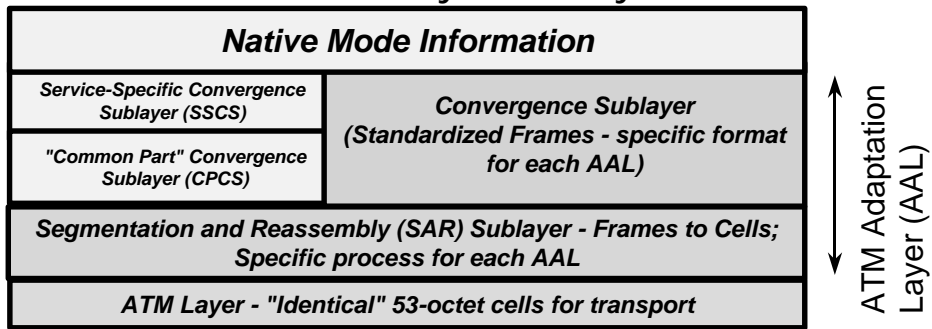 Native Mode Information
Service-Specific Convergence
Sublayer (SSCS)
"Common Part" Convergence
Sublayer (CPCS)
Convergence Sublayer
(Standardized Frames - specific format
for each AAL)
Segmentation and Reassembly (SAR) Sublayer - Frames to Cells;
Specific process for each AAL
ATM Layer - "Identical" 53-octet cells for transport
ATM Adaptation
Layer (AAL)